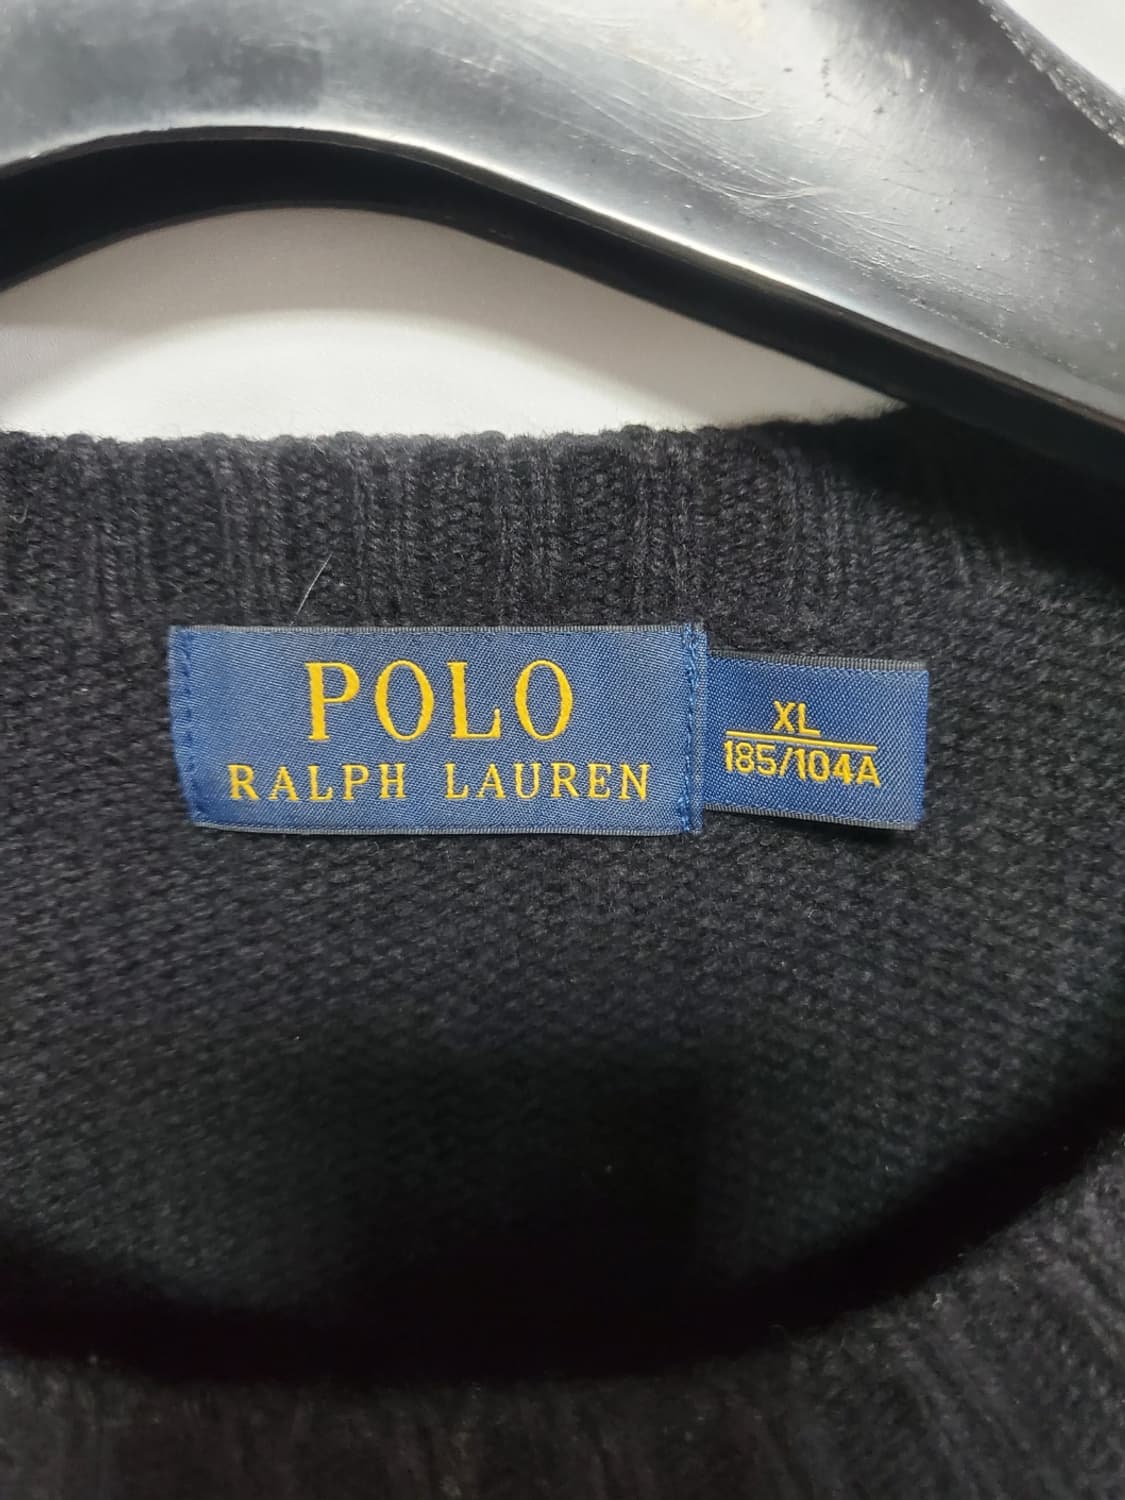 POLO
RALPH LAUREN
XL
185/104A